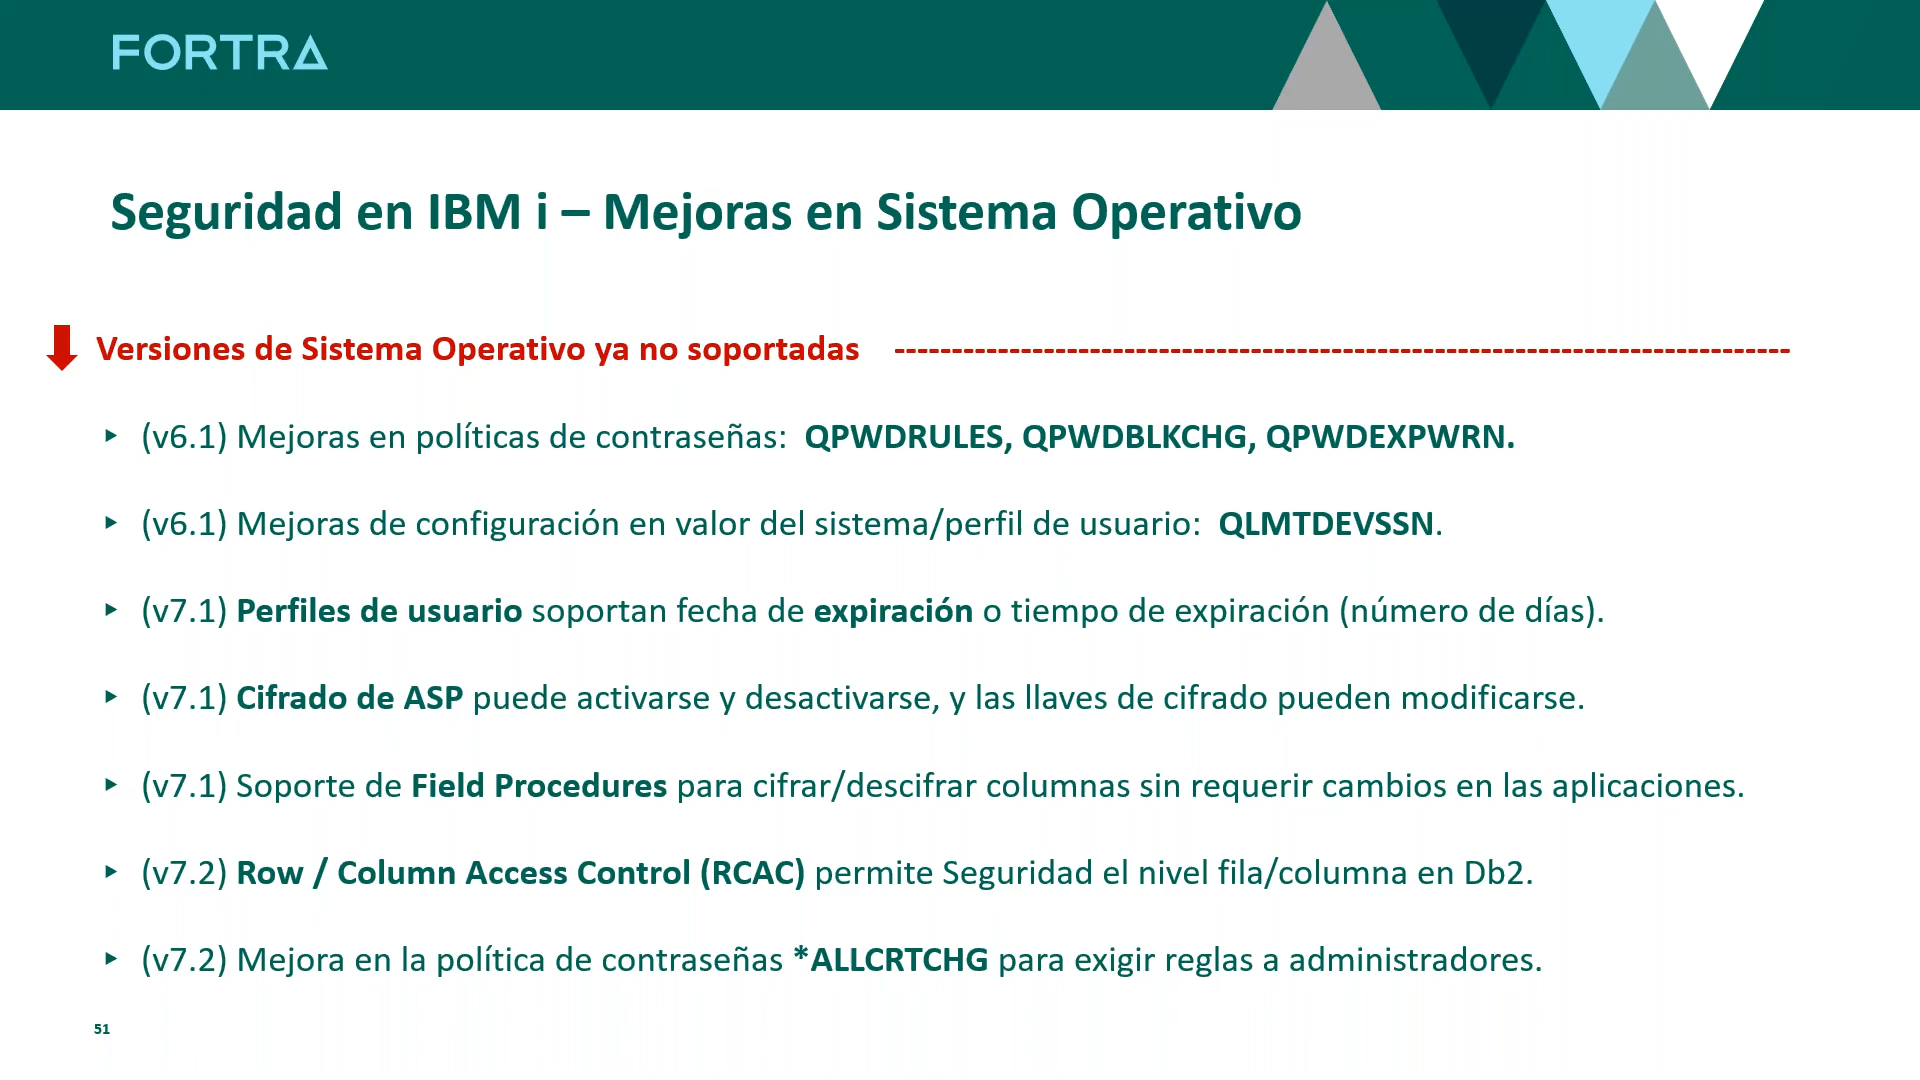 FORTRA
Seguridad en IBM i – Mejoras en Sistema Operativo
Versiones de Sistema Operativo ya no soportadas ------------------------------------------------------------------------------
(v6.1) Mejoras en políticas de contraseñas: QPWDRULES, QPWDBLKCHG, QPWDEXPWRN.
(v6.1) Mejoras de configuración en valor del sistema/perfil de usuario: QLMTDEVSSN.
(v7.1) Perfiles de usuario soportan fecha de expiración o tiempo de expiración (número de días).
(v7.1) Cifrado de ASP puede activarse y desactivarse, y las llaves de cifrado pueden modificarse.
(v7.1) Soporte de Field Procedures para cifrar/descifrar columnas sin requerir cambios en las aplicaciones.
(v7.2) Row / Column Access Control (RCAC) permite Seguridad el nivel fila/columna en Db2.
(v7.2) Mejora en la política de contraseñas *ALLCRTCHG para exigir reglas a administradores.
51